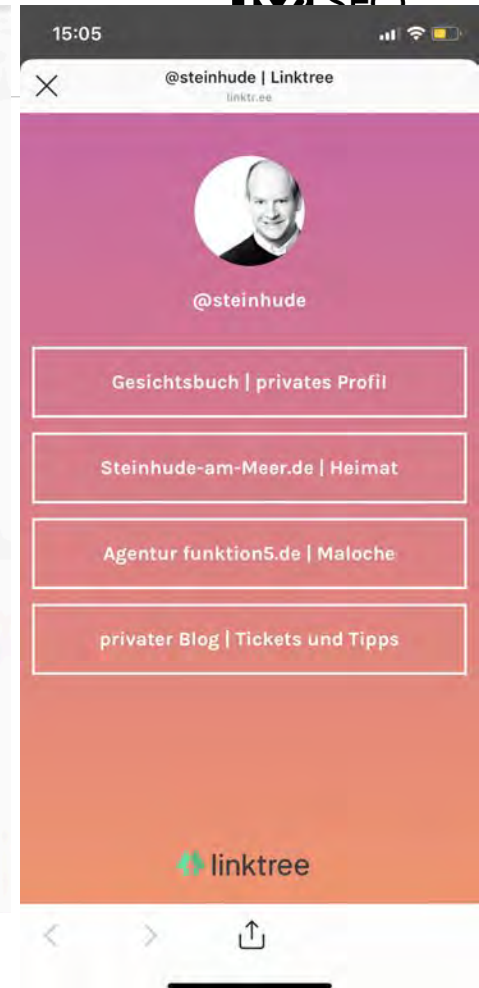 15:05
@steinhude | Linktree
linktr.ee
@steinhude
Gesichtsbuch | privates Profil
Steinhude-am-Meer.de | Heimat
Agentur funktion5.de | Maloche
privater Blog | Tickets und Tipps
linktree